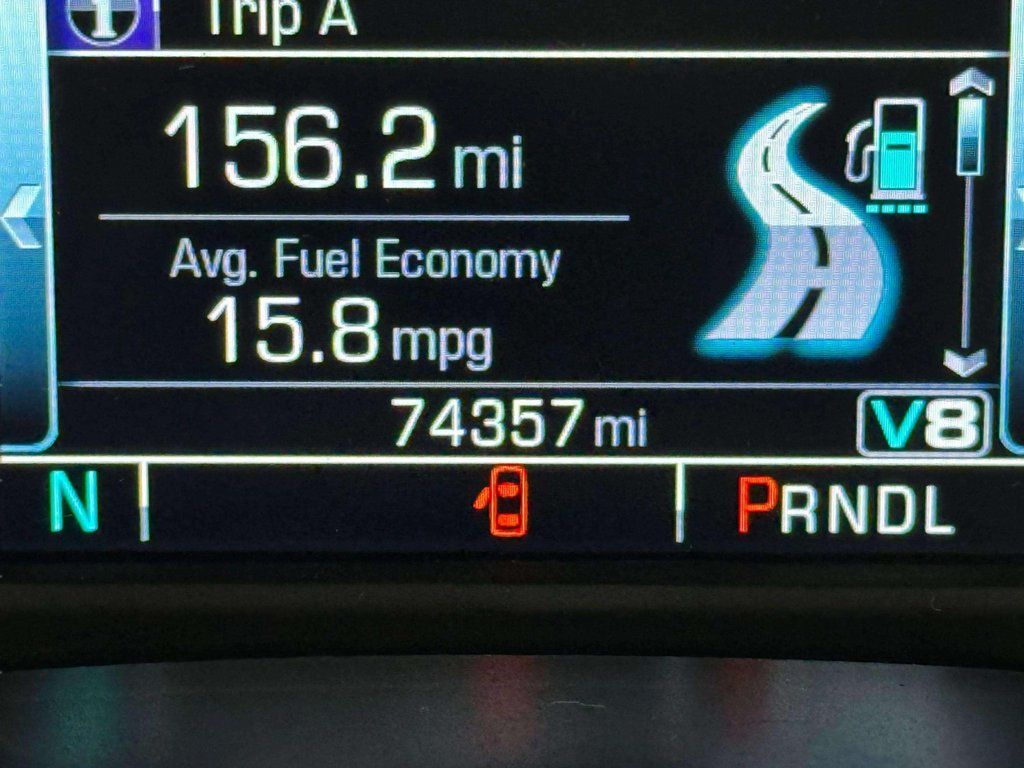 i Trip A
156.2 mi
Avg. Fuel Economy
15.8 mpg
74357 mi V8
N PRNDL